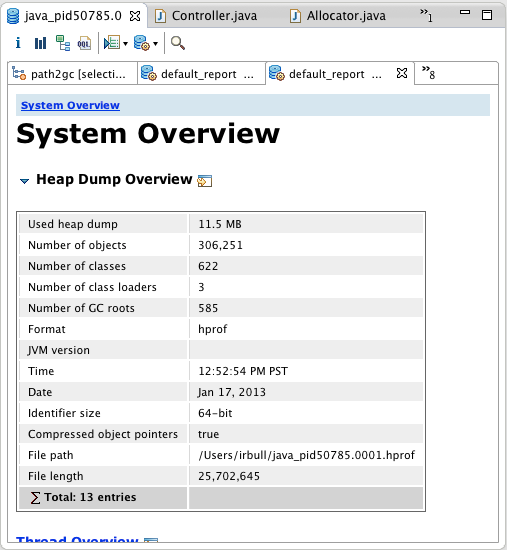 java_pid50785.0
Controller.java
Allocator.java
»1
i
OQL
path2gc [selecti...
default_report ...
default_report ...
»8
System Overview
System Overview
Heap Dump Overview
Used heap dump 11.5 MB
Number of objects 306,251
Number of classes 622
Number of class loaders 3
Number of GC roots 585
Format hprof
JVM version
Time 12:52:54 PM PST
Date Jan 17, 2013
Identifier size 64-bit
Compressed object pointers true
File path /Users/irbull/java_pid50785.0001.hprof
File length 25,702,645
∑ Total: 13 entries
Thread Overview